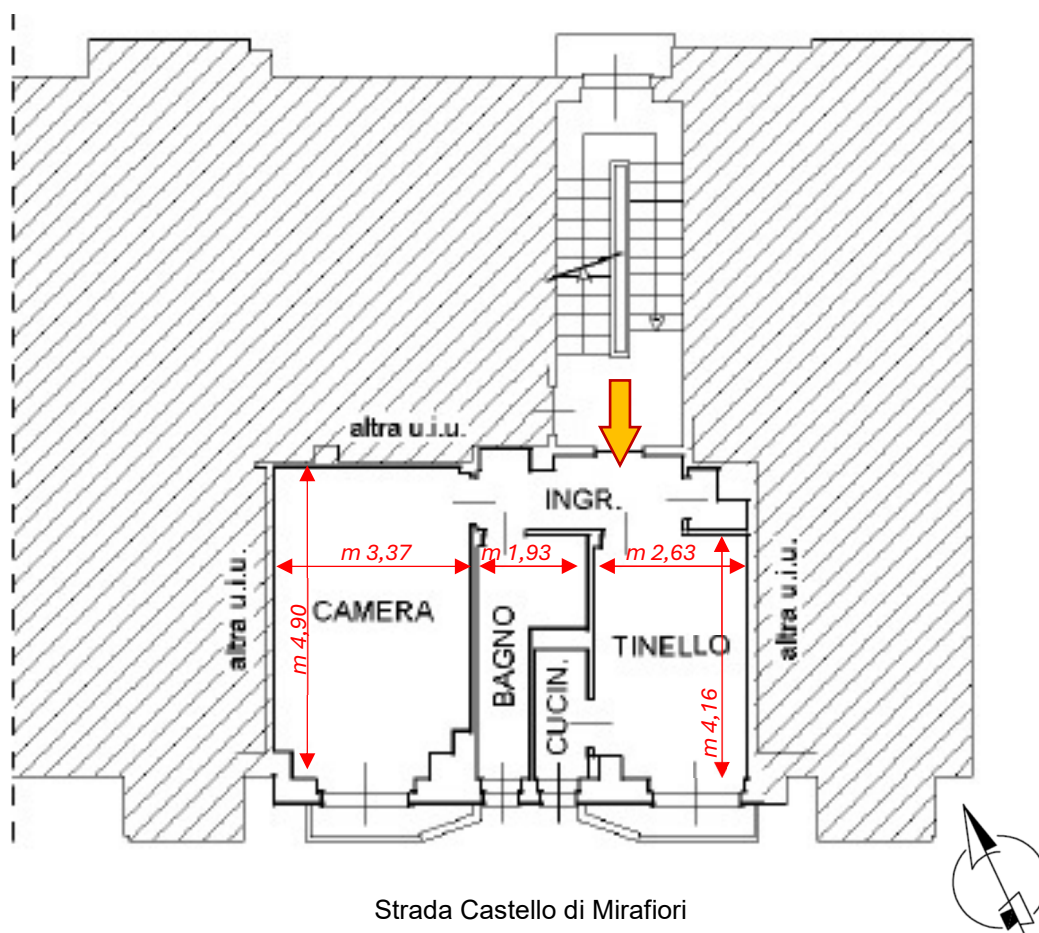 altra u.i.u.
INGR.
m 3,37
m 1,93
m 2,63
altra u.i.u.
CAMERA
m 4,90
BAGNO
CUCIN.
TINELLO
m 4,16
altra u.i.u.
Strada Castello di Mirafiori